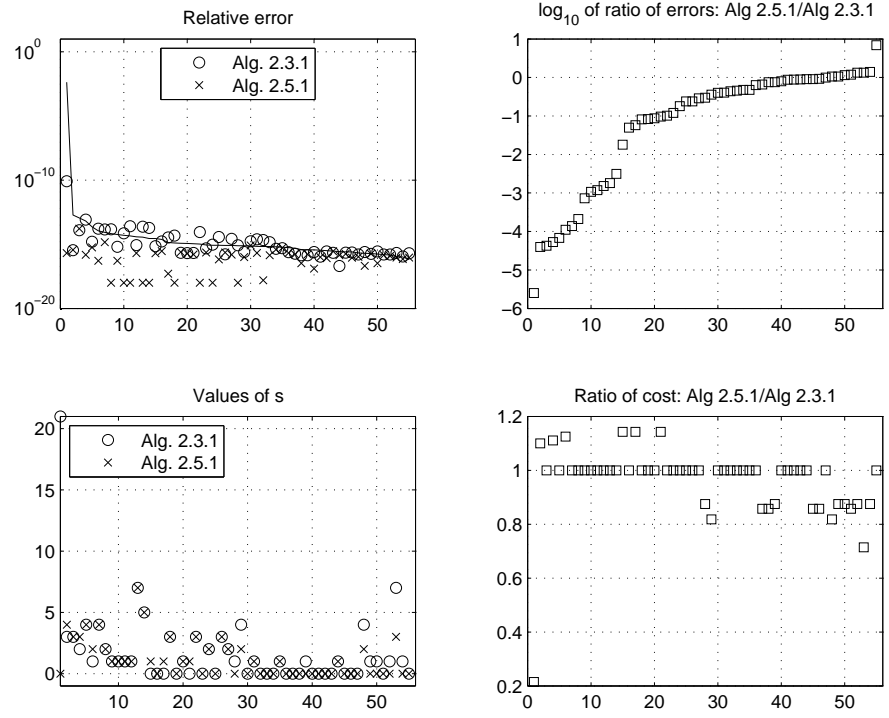 Relative error
10^0
10^-10
10^-20
Alg. 2.3.1
Alg. 2.5.1
0 10 20 30 40 50
log10 of ratio of errors: Alg 2.5.1/Alg 2.3.1
1
0
−1
−2
−3
−4
−5
−6
0 10 20 30 40 50
Values of s
20
15
10
5
0
Alg. 2.3.1
Alg. 2.5.1
10 20 30 40 50
Ratio of cost: Alg 2.5.1/Alg 2.3.1
1.2
1
0.8
0.6
0.4
0.2
0 10 20 30 40 50